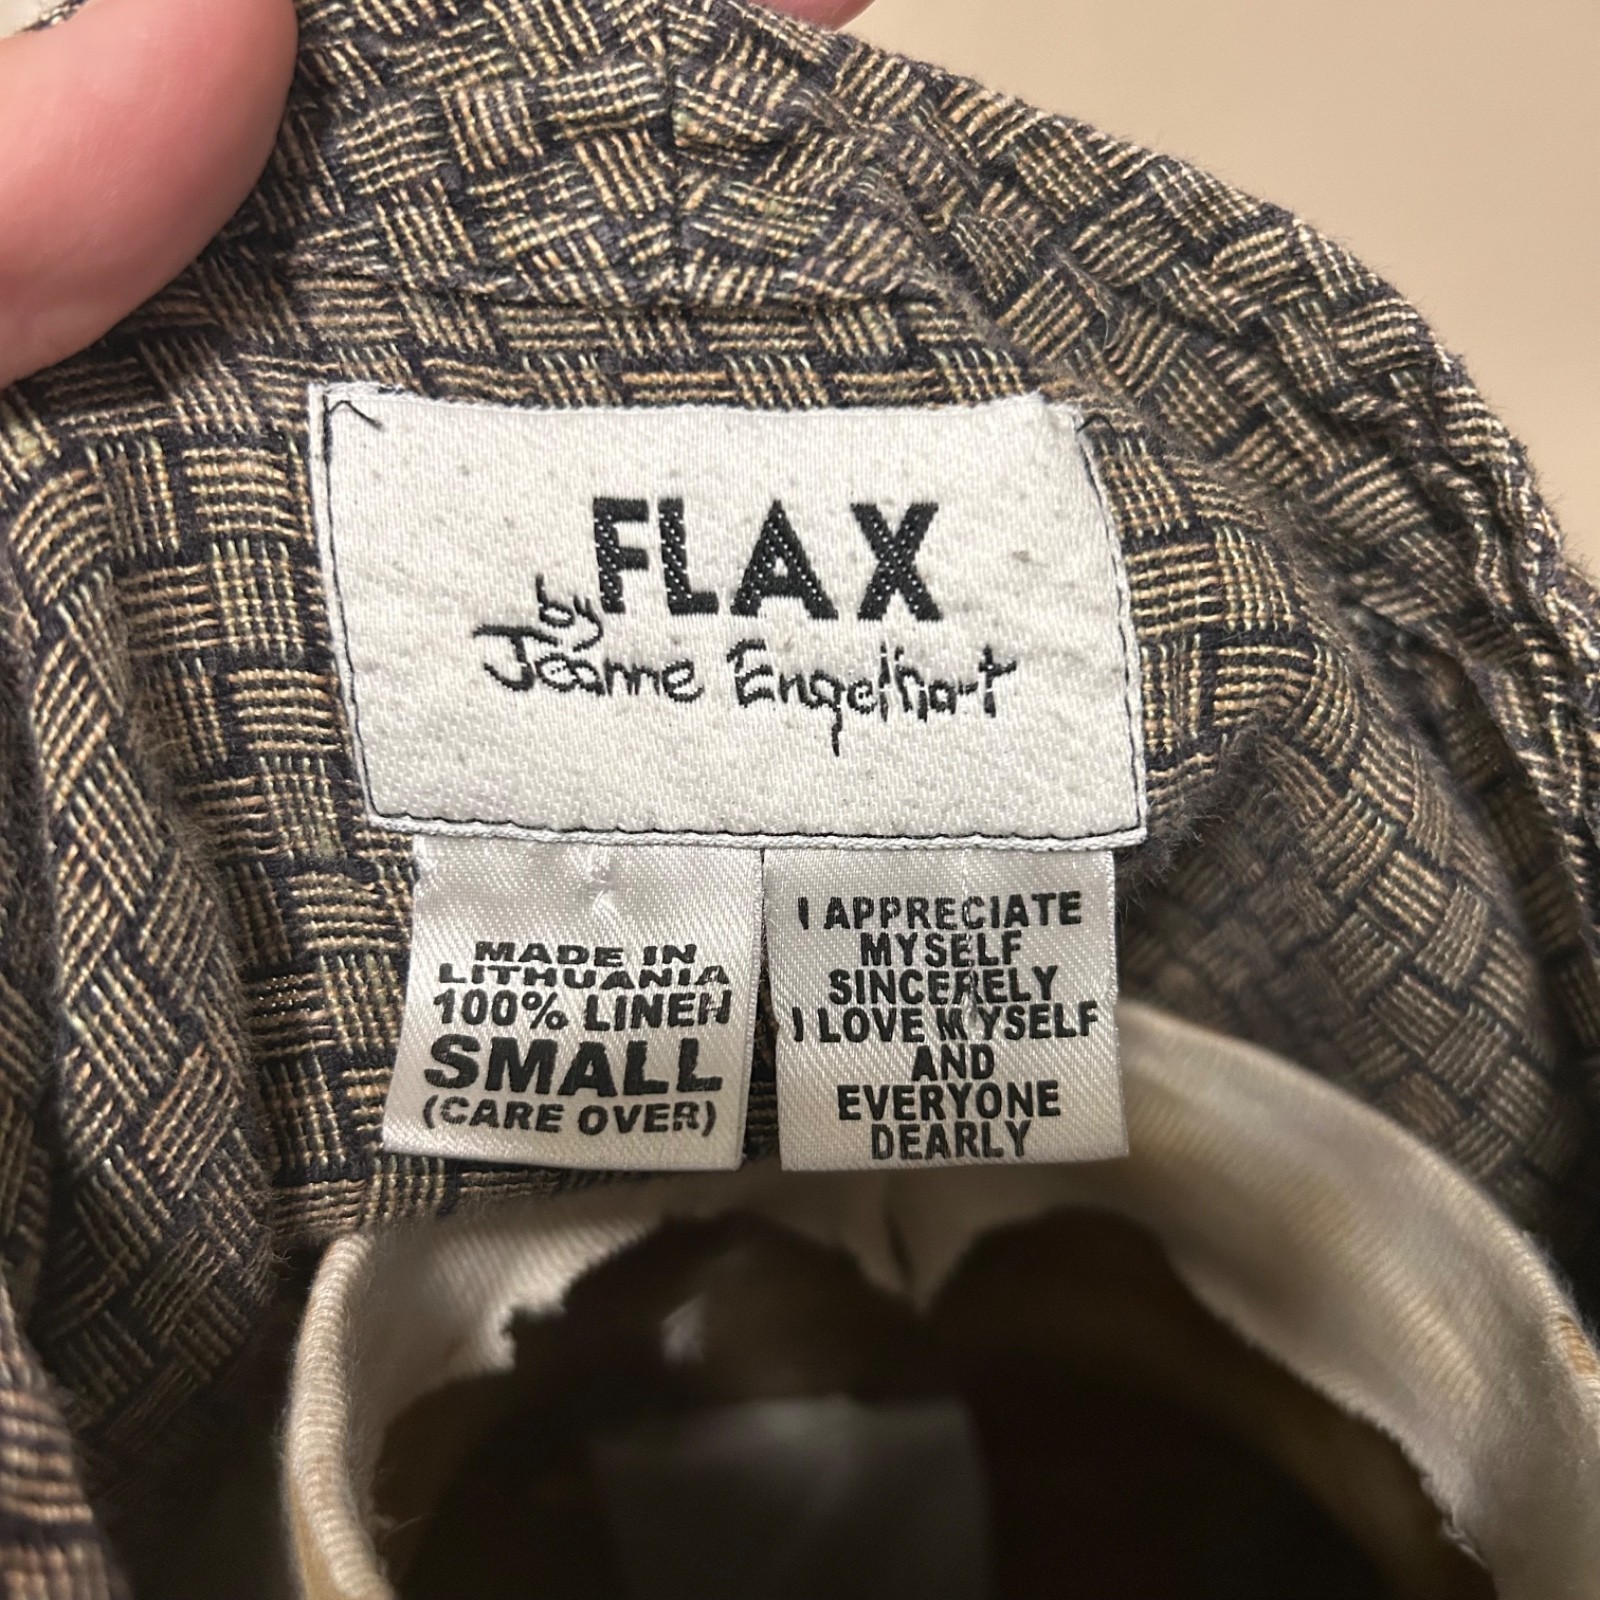 FLAX
by
Jeanne Engelhart
MADE IN
LITHUANIA
100% LINEN
SMALL
(CARE OVER)
I APPRECIATE
MYSELF
SINCERELY
I LOVE MYSELF
AND
EVERYONE
DEARLY